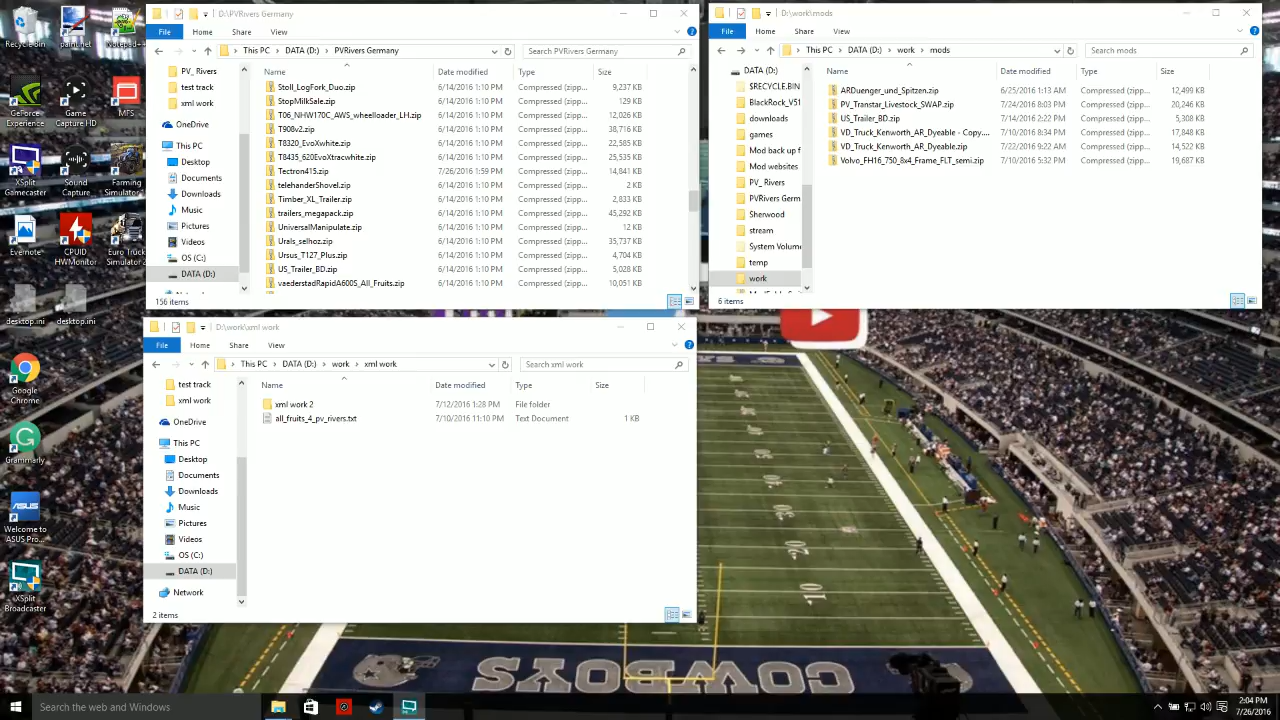 Recycle Bin
paint.net
Notepad++
GeForce Experience
Game Capture HD
MFS
XSplit Gamecaster
Sound Capture
Farming Simulator ...
Evernote
CPUID HWMonitor
Euro Truck Simulator 2
desktop.ini
desktop.ini
Google Chrome
Grammarly
Welcome to ASUS Pro...
XSplit Broadcaster
D:\PVRivers Germany
File Home Share View
This PC DATA (D:) PVRivers Germany
Search PVRivers Germany
PV_ Rivers
test track
xml work
OneDrive
This PC
Desktop
Documents
Downloads
Music
Pictures
Videos
OS (C:)
DATA (D:)
Name Date modified Type Size
Stoll_LogFork_Duo.zip 6/14/2016 1:10 PM Compressed (zipp... 9,237 KB
StopMilkSale.zip 6/14/2016 1:10 PM Compressed (zipp... 129 KB
T06_NHW170C_AWS_wheelloader_LH.zip 6/14/2016 1:10 PM Compressed (zipp... 12,026 KB
T908v2.zip 6/14/2016 1:10 PM Compressed (zipp... 38,716 KB
T8320_EvoXwhite.zip 6/14/2016 1:10 PM Compressed (zipp... 22,585 KB
T8435_620EvoXtracwhite.zip 6/14/2016 1:10 PM Compressed (zipp... 25,535 KB
Tectron415.zip 7/26/2016 1:59 PM Compressed (zipp... 14,841 KB
telehanderShovel.zip 6/14/2016 1:10 PM Compressed (zipp... 2 KB
Timber_XL_Trailer.zip 6/14/2016 1:10 PM Compressed (zipp... 2,833 KB
trailers_megapack.zip 6/14/2016 1:10 PM Compressed (zipp... 45,292 KB
UniversalManipulate.zip 6/14/2016 1:10 PM Compressed (zipp... 12 KB
Urals_selhoz.zip 6/14/2016 1:10 PM Compressed (zipp... 35,737 KB
Ursus_T127_Plus.zip 6/14/2016 1:10 PM Compressed (zipp... 4,704 KB
US_Trailer_BD.zip 6/14/2016 1:10 PM Compressed (zipp... 5,028 KB
vaederstadRapidA600S_All_Fruits.zip 6/14/2016 1:10 PM Compressed (zipp... 10,051 KB
156 items
D:\work\mods
File Home Share View
This PC DATA (D:) work mods
Search mods
DATA (D:)
$RECYCLE.BIN
BlackRock_V51
downloads
games
Mod back up f
Mod websites
PV_ Rivers
PVRivers Germ
Sherwood
stream
System Volume
temp
work
Name Date modified Type Size
ARDuenger_und_Spitzen.zip 6/25/2016 1:13 AM Compressed (zipp... 12,499 KB
PV_Transtar_Livestock_SWAP.zip 7/24/2016 8:03 PM Compressed (zipp... 20,246 KB
US_Trailer_BD.zip 7/14/2016 2:22 PM Compressed (zipp... 5,308 KB
VD_Truck_Kenworth_AR_Dyeable - Copy.... 7/10/2016 8:34 PM Compressed (zipp... 17,848 KB
VD_Truck_Kenworth_AR_Dyeable.zip 7/22/2016 9:22 AM Compressed (zipp... 14,522 KB
Volvo_FH16_750_8x4_Frame_FLT_semi.zip 7/10/2016 5:32 PM Compressed (zipp... 19,687 KB
6 items
D:\work\xml work
File Home Share View
This PC DATA (D:) work xml work
Search xml work
test track
xml work
OneDrive
This PC
Desktop
Documents
Downloads
Music
Pictures
Videos
OS (C:)
DATA (D:)
Network
Name Date modified Type Size
xml work 2 7/12/2016 1:28 PM File folder
all_fruits_4_pv_rivers.txt 7/10/2016 11:10 PM Text Document 1 KB
2 items
COWBOYS
Search the web and Windows
2:04 PM
7/26/2016